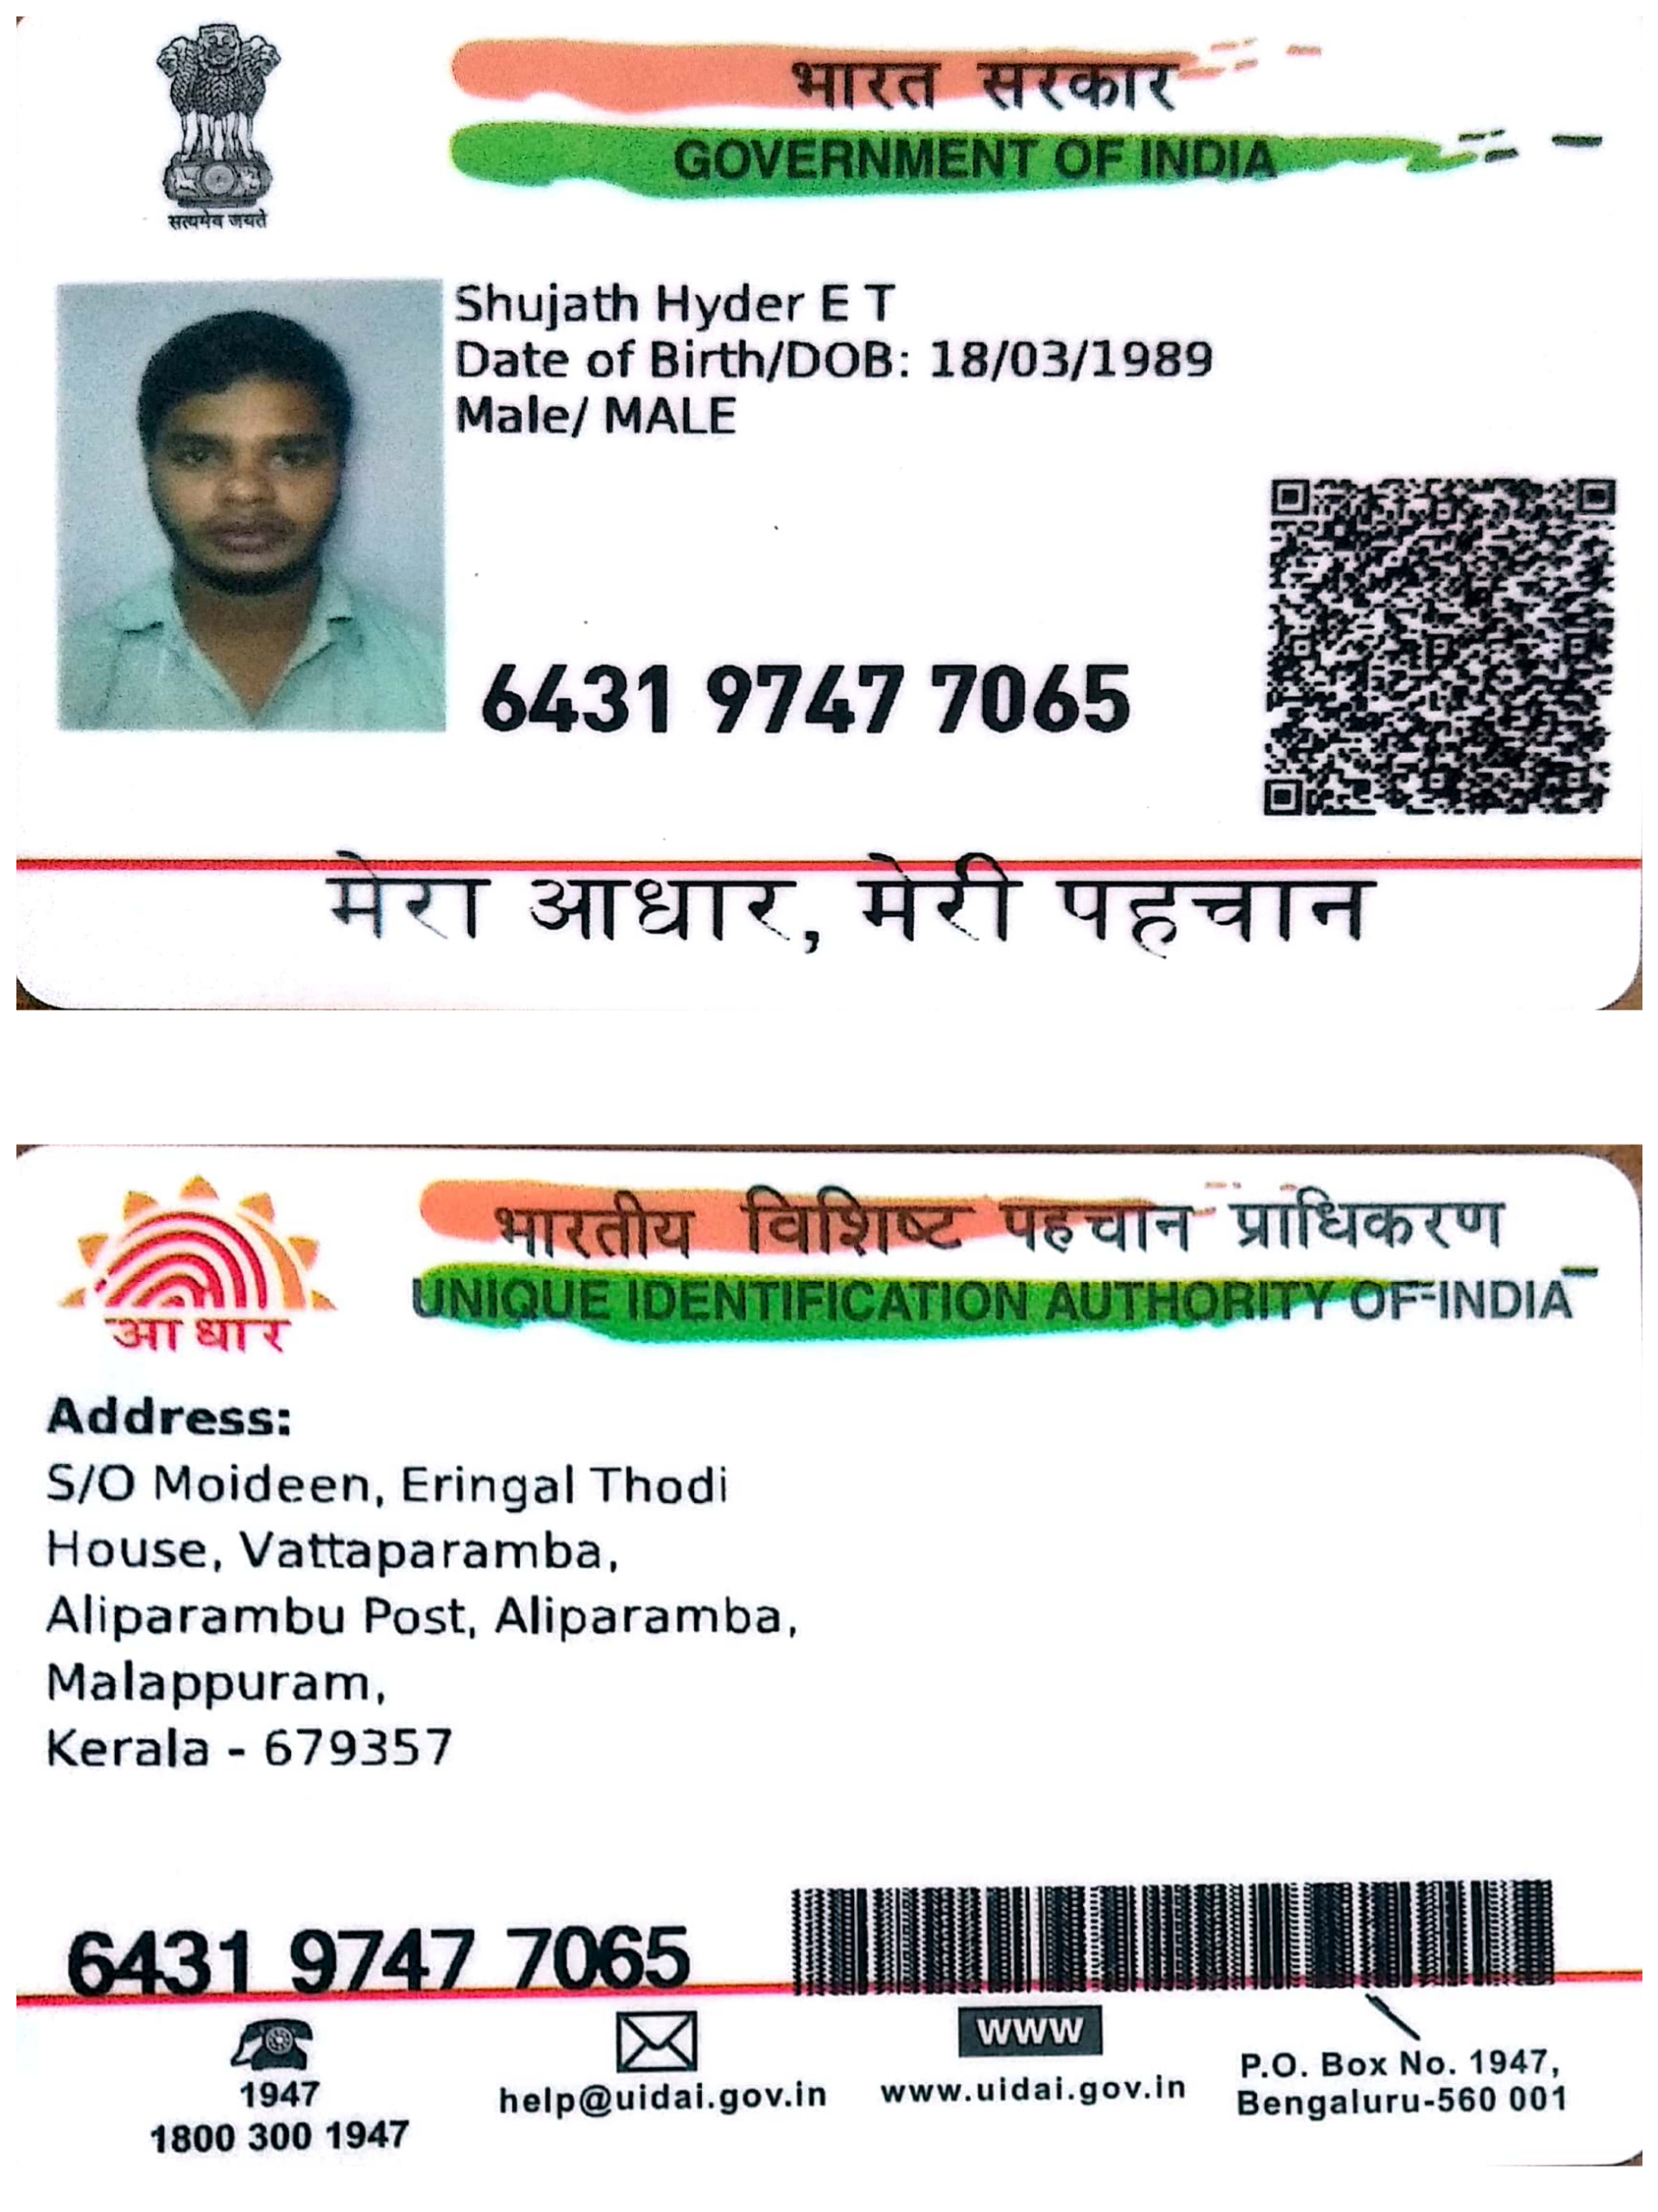 सत्यमेव जयते
भारत सरकार
GOVERNMENT OF INDIA
Shujath Hyder E T
Date of Birth/DOB: 18/03/1989
Male/ MALE
6431 9747 7065
मेरा आधार, मेरी पहचान
आधार
भारतीय विशिष्ट पहचान प्राधिकरण
UNIQUE IDENTIFICATION AUTHORITY OF INDIA
Address:
S/O Moideen, Eringal Thodi
House, Vattaparamba,
Aliparambu Post, Aliparamba,
Malappuram,
Kerala - 679357
6431 9747 7065
1947
1800 300 1947
help@uidai.gov.in
www
www.uidai.gov.in
P.O. Box No. 1947,
Bengaluru-560 001